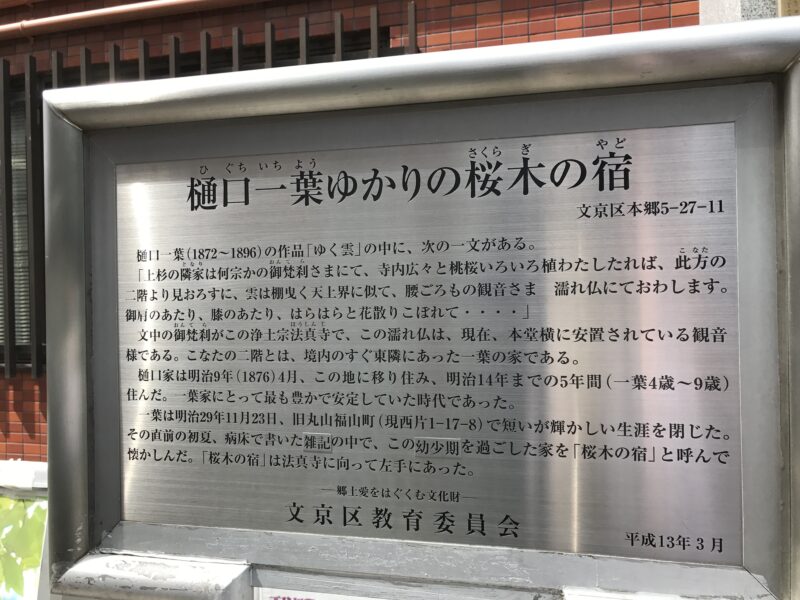 樋口一葉ゆかりの桜木の宿
文京区本郷5-27-11
樋口一葉(1872〜1896)の作品「ゆく雲」の中に、次の一文がある。
「上杉の隣家は何宗かの御梵刹さまにて、寺内広々と桃桜いろいろ植わたしたれば、此方の
二階より見おろすに、雲は棚曳く天上界に似て、腰ごろもの観音さま 濡れ仏にておわします。
御肩のあたり、膝のあたり、はらはらと花散りこぼれて・・・・」
文中の御梵刹がこの浄土宗法真寺で、この濡れ仏は、現在、本堂横に安置されている観音
様である。こなたの二階とは、境内のすぐ東隣にあった一葉の家である。
樋口家は明治9年(1876)4月、この地に移り住み、明治14年までの5年間(一葉4歳〜9歳)
住んだ。一葉家にとって最も豊かで安定していた時代であった。
一葉は明治29年11月23日、旧丸山福山町(現西片1-17-8)で短いが輝かしい生涯を閉じた。
その直前の初夏、病床で書いた雑記の中で、この幼少期を過ごした家を「桜木の宿」と呼んで
懐かしんだ。「桜木の宿」は法真寺に向って左手にあった。
―郷土愛をはぐくむ文化財―
文京区教育委員会
平成13年3月